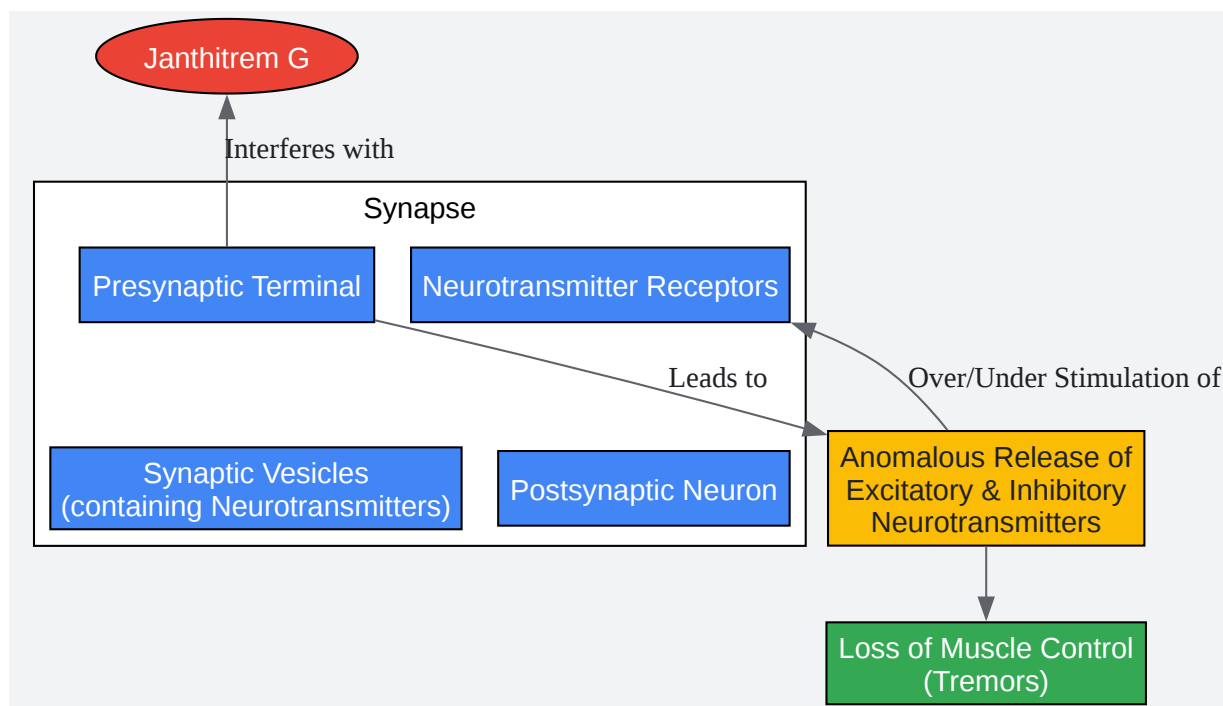 Janthitrem G
Interferes with
Synapse
Presynaptic Terminal
Neurotransmitter Receptors
Leads to
Over/Under Stimulation of
Synaptic Vesicles
(containing Neurotransmitters)
Postsynaptic Neuron
Anomalous Release of
Excitatory & Inhibitory
Neurotransmitters
Loss of Muscle Control
(Tremors)